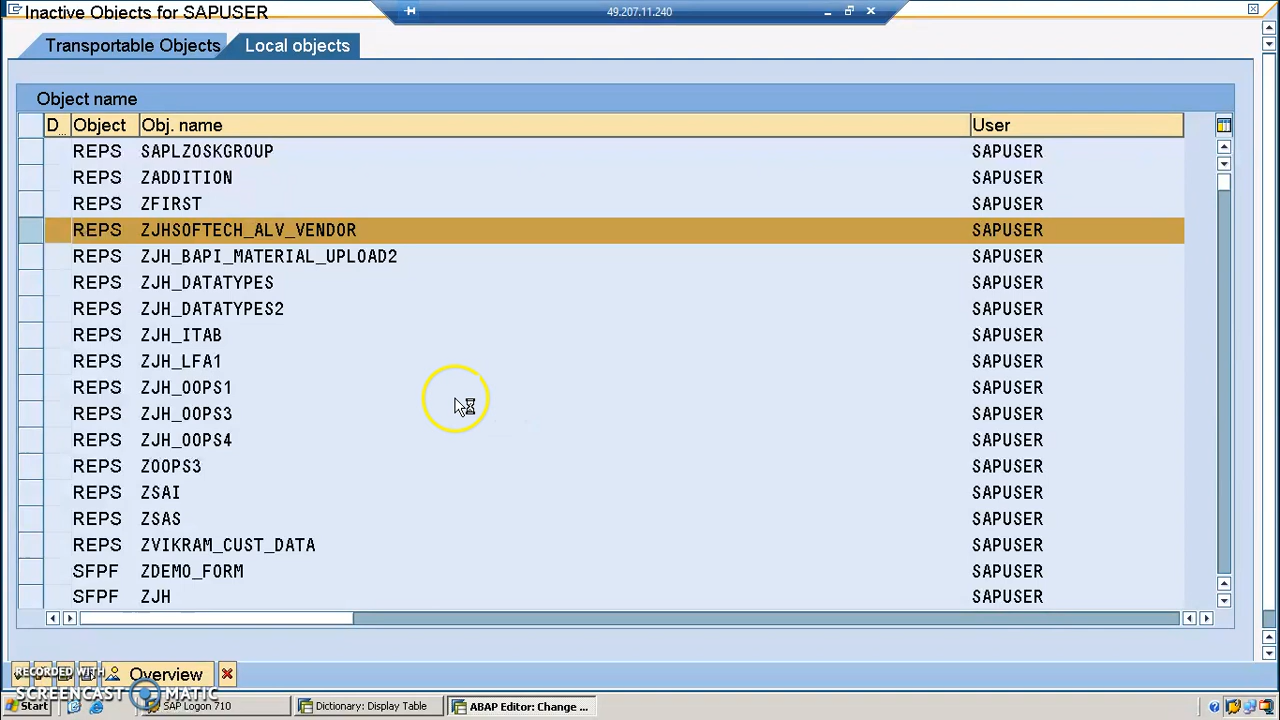 Inactive Objects for SAPUSER
49.207.11.240
Transportable Objects
Local objects
Object name
D.. Object Obj. name User
REPS SAPLZOSKGROUP SAPUSER
REPS ZADDITION SAPUSER
REPS ZFIRST SAPUSER
REPS ZJHSOFTECH_ALV_VENDOR SAPUSER
REPS ZJH_BAPI_MATERIAL_UPLOAD2 SAPUSER
REPS ZJH_DATATYPES SAPUSER
REPS ZJH_DATATYPES2 SAPUSER
REPS ZJH_ITAB SAPUSER
REPS ZJH_LFA1 SAPUSER
REPS ZJH_OOPS1 SAPUSER
REPS ZJH_OOPS3 SAPUSER
REPS ZJH_OOPS4 SAPUSER
REPS ZOOPS3 SAPUSER
REPS ZSAI SAPUSER
REPS ZSAS SAPUSER
REPS ZVIKRAM_CUST_DATA SAPUSER
SFPF ZDEMO_FORM SAPUSER
SFPF ZJH SAPUSER
Overview
RECORDED WITH
SCREENCAST MATIC
Start
SAP Logon 710
Dictionary: Display Table
ABAP Editor: Change ...